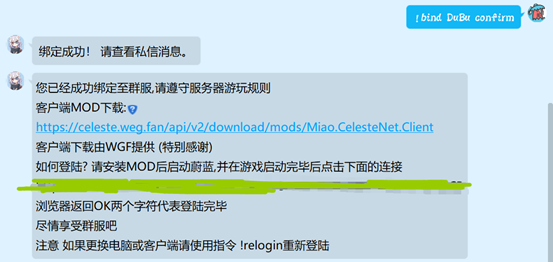 !bind DuBu confirm
绑定成功！ 请查看私信消息。
您已经成功绑定至群服,请遵守服务器游玩规则
客户端MOD下载:
https://celeste.weg.fan/api/v2/download/mods/Miao.CelesteNet.Client
客户端下载由WGF提供 (特别感谢)
如何登陆? 请安装MOD后启动蔚蓝,并在游戏启动完毕后点击下面的连接
浏览器返回OK两个字符代表登陆完毕
尽情享受群服吧
注意 如果更换电脑或客户端请使用指令 !relogin重新登陆